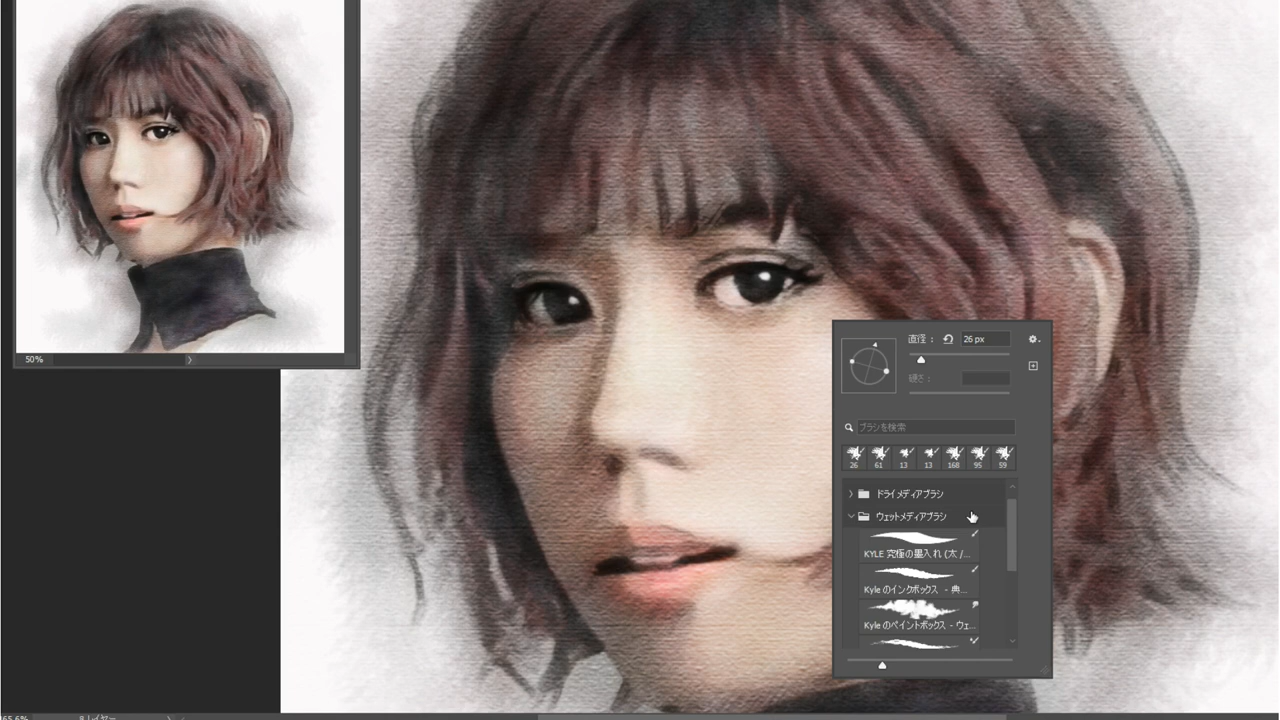 50%
直径：
26 px
硬さ：
ブラシを検索
26 61 13 13 168 95 59
ドライメディアブラシ
ウェットメディアブラシ
KYLE 究極の墨入れ (太 /...
Kyle のインクボックス - 典...
Kyle のペイントボックス - ウェ...